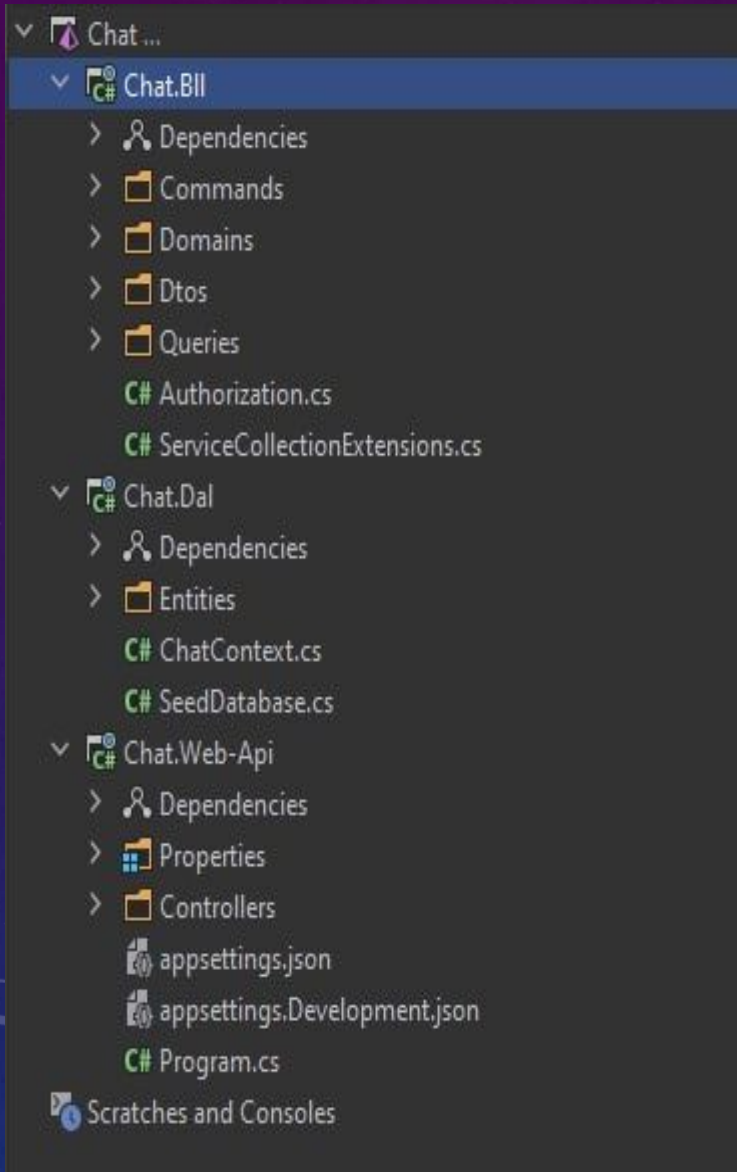 Chat ...
C# Chat.Bll
Dependencies
Commands
Domains
Dtos
Queries
C# Authorization.cs
C# ServiceCollectionExtensions.cs
C# Chat.Dal
Dependencies
Entities
C# ChatContext.cs
C# SeedDatabase.cs
C# Chat.Web-Api
Dependencies
Properties
Controllers
appsettings.json
appsettings.Development.json
C# Program.cs
Scratches and Consoles